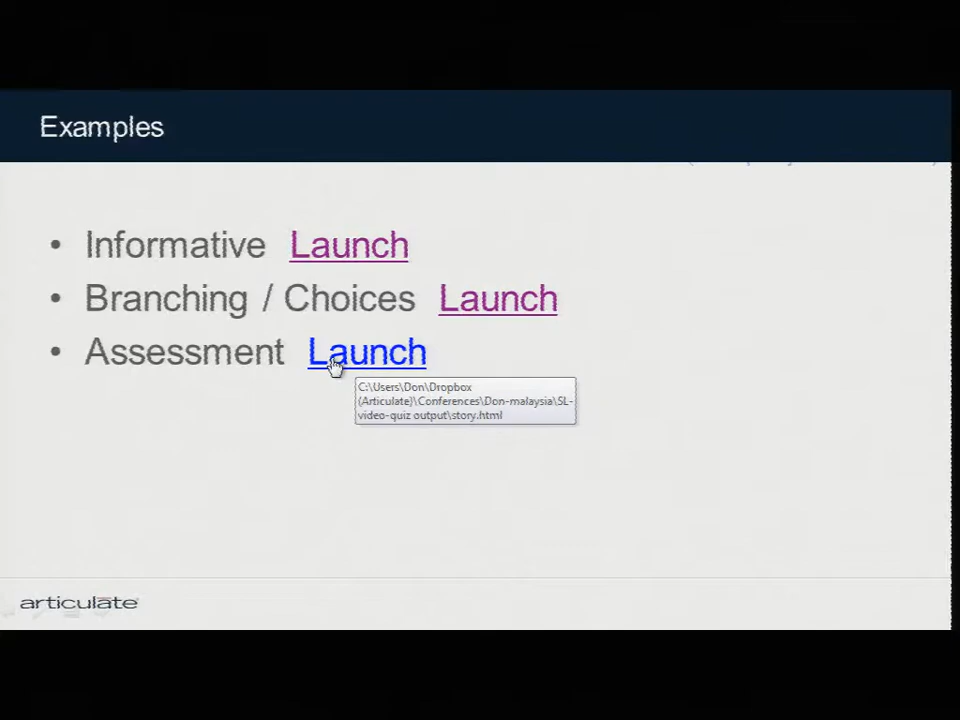 Examples
• Informative Launch
• Branching / Choices Launch
• Assessment Launch
C:\Users\Don\Dropbox
(Articulate)\Conferences\Don-malaysia\SL-
video-quiz output\story.html
articulate